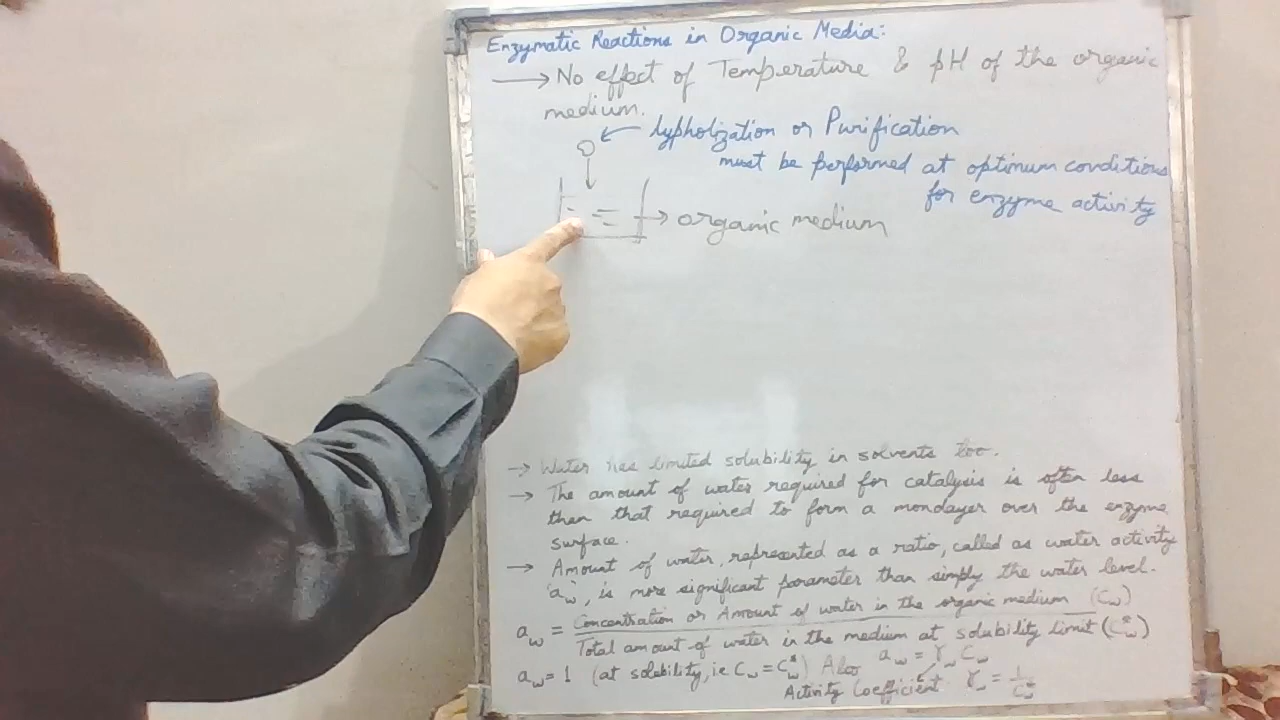 Enzymatic Reactions in Organic Media:
→ No effect of Temperature & pH of the organic
medium.
lypholization or Purification
must be performed at optimum conditions
for enzyme activity
→ organic medium
→ Water has limited solubility in solvents too.
→ The amount of water required for catalysis is often less
than that required to form a monolayer over the enzyme
surface.
→ Amount of water, represented as a ratio, called as water activity
'aw', is more significant parameter than simply the water level.
aw = Concentration or Amount of water in the organic medium (Cw)
Total amount of water in the medium at solubility limit (Cw*)
aw = 1 (at solubility, i.e Cw = Cw*) Also aw = γw Cw
Activity Coefficient γw = 1/Cw*